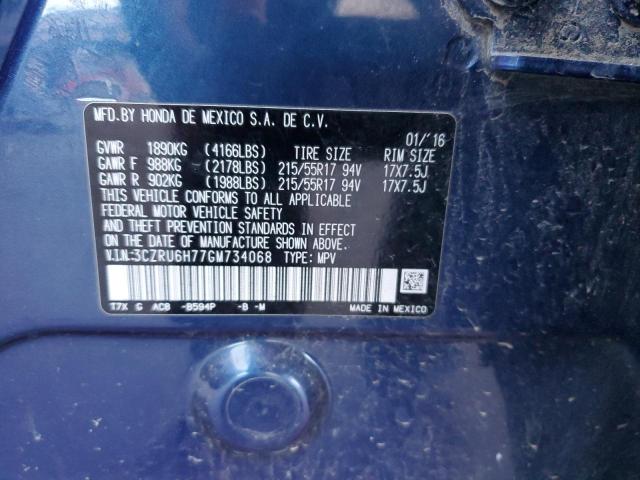 MFD.BY HONDA DE MEXICO S.A. DE C.V.
01/'16
GVWR 1890KG (4166LBS) TIRE SIZE RIM SIZE
GAWR F 988KG (2178LBS) 215/55R17 94V 17X7.5J
GAWR R 902KG (1988LBS) 215/55R17 94V 17X7.5J
THIS VEHICLE CONFORMS TO ALL APPLICABLE
FEDERAL MOTOR VEHICLE SAFETY
AND THEFT PREVENTION STANDARDS IN EFFECT
ON THE DATE OF MANUFACTURE SHOWN ABOVE.
V.I.N:3CZRU6H77GM734068 TYPE: MPV
T7X G ACB -B594P -B -M MADE IN MEXICO